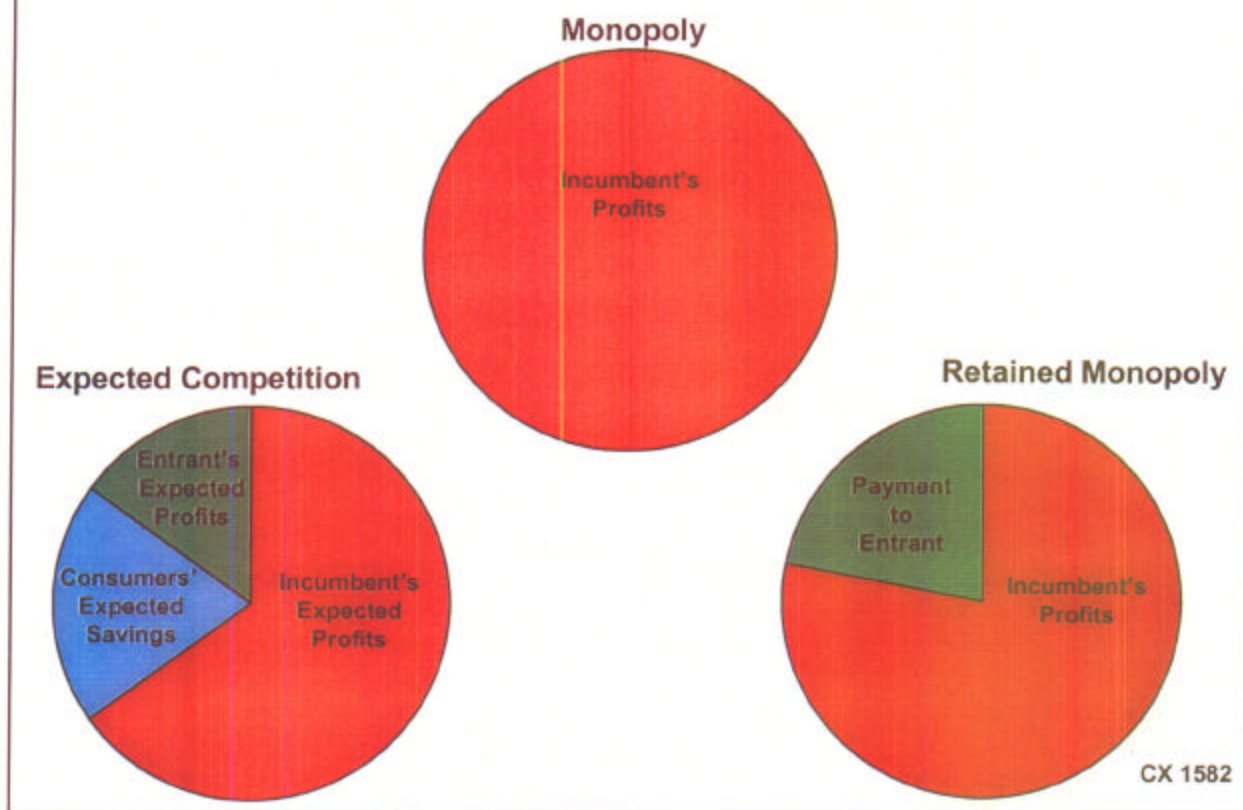 Monopoly
Incumbent's
Profits
Expected Competition
Entrant's
Expected
Profits
Consumers'
Expected
Savings
Incumbent's
Expected
Profits
Retained Monopoly
Payment
to
Entrant
Incumbent's
Profits
CX 1582